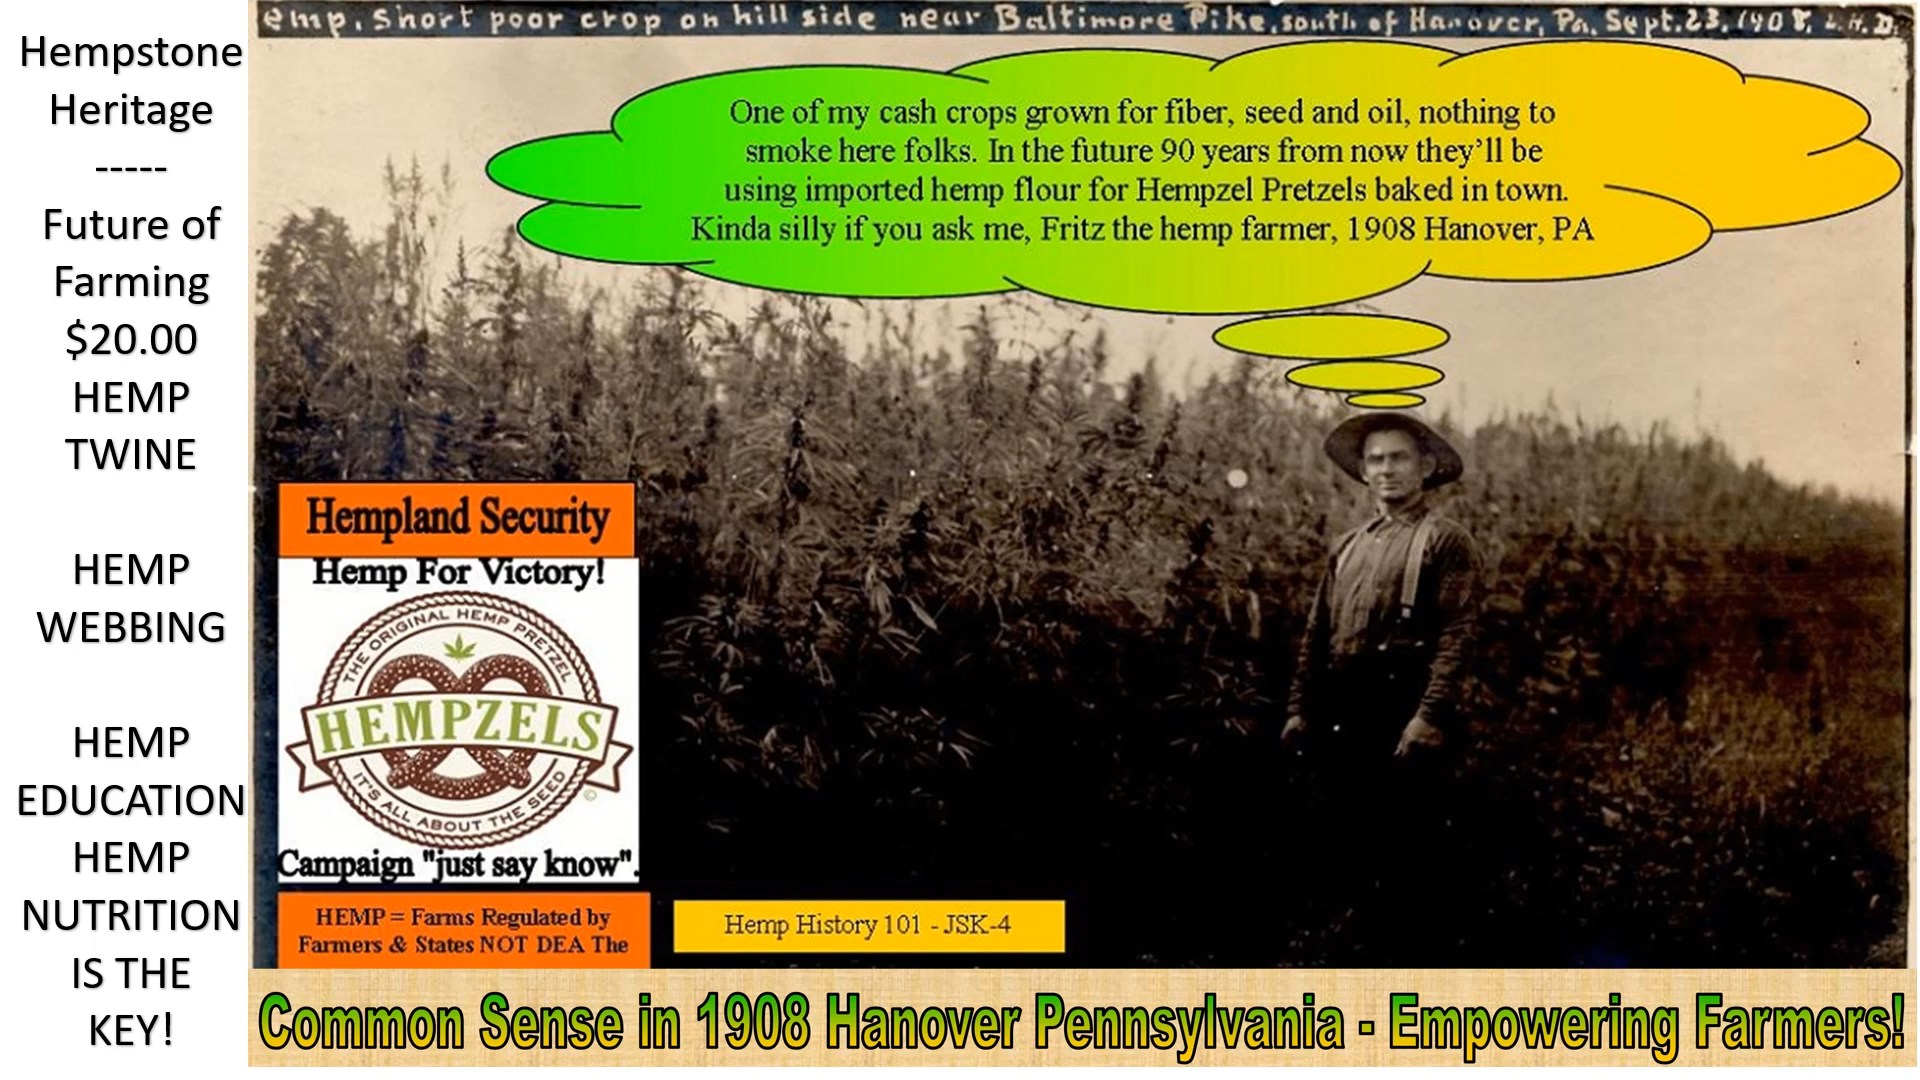 Hempstone
Heritage
-----
Future of
Farming
$20.00
HEMP
TWINE
HEMP
WEBBING
HEMP
EDUCATION
HEMP
NUTRITION
IS THE
KEY!
emp, Short poor crop on hill side near Baltimore Pike, south of Hanover, Pa, Sept. 23, 1908. L.H.D.
One of my cash crops grown for fiber, seed and oil, nothing to
smoke here folks. In the future 90 years from now they'll be
using imported hemp flour for Hempzel Pretzels baked in town.
Kinda silly if you ask me, Fritz the hemp farmer, 1908 Hanover, PA
Hempland Security
Hemp For Victory!
THE ORIGINAL HEMP PRETZEL
HEMPZELS
IT'S ALL ABOUT THE SEED
©
Campaign "just say know".
HEMP = Farms Regulated by
Farmers & States NOT DEA The
Hemp History 101 - JSK-4
Common Sense in 1908 Hanover Pennsylvania - Empowering Farmers!